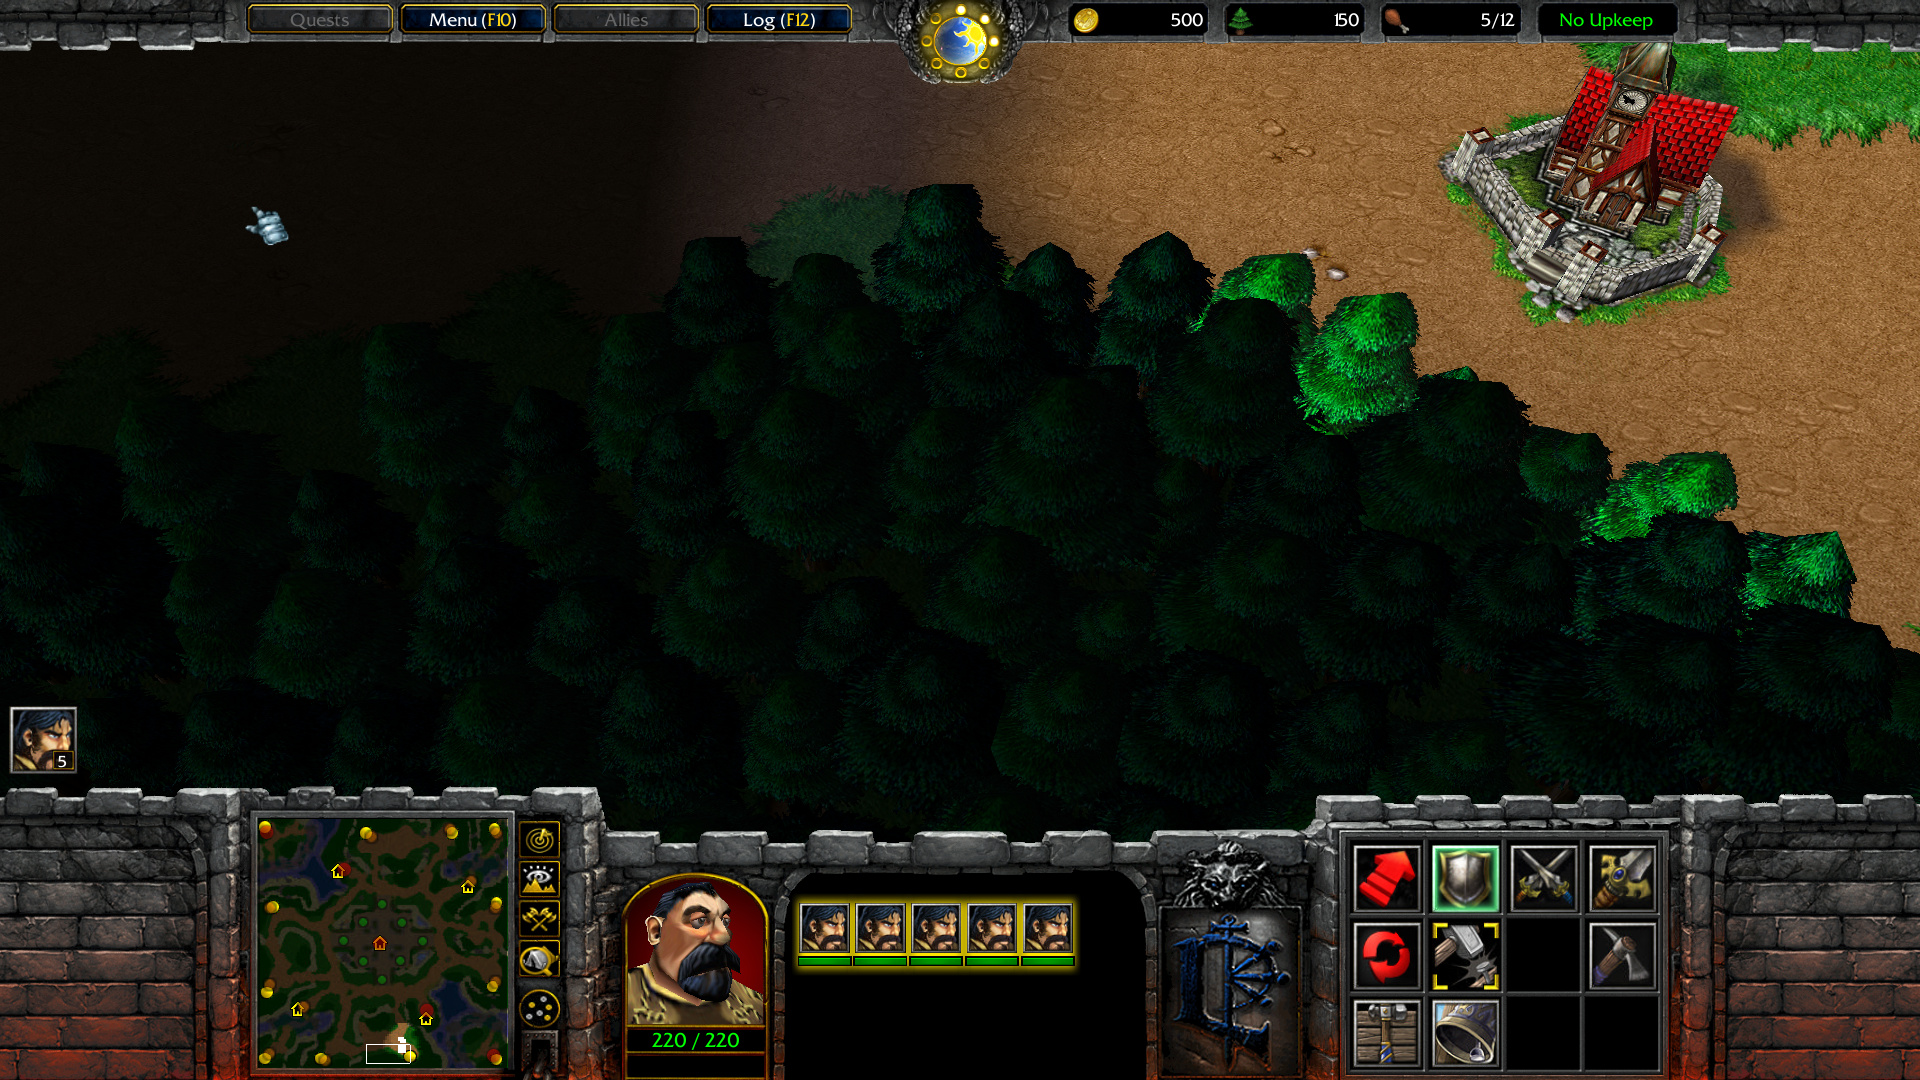 Quests
Menu (F10)
Allies
Log (F12)
500
150
5/12
No Upkeep
5
220 / 220